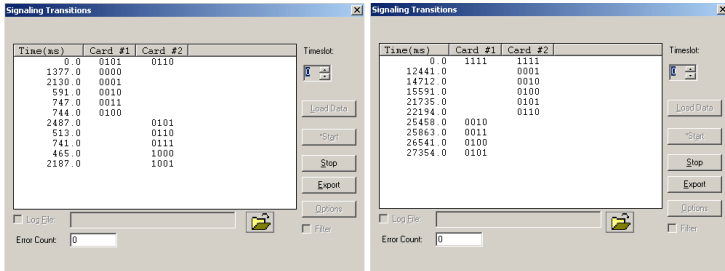 Signaling Transitions
Time(ms) Card #1 Card #2
0.0 0101 0110
1377.0 0000
2130.0 0001
591.0 0010
747.0 0011
744.0 0100
2487.0 0101
513.0 0110
741.0 0111
465.0 1000
2187.0 1001
Timeslot:
0
Load Data
*Start
Stop
Export
Options
Filter
Log File:
Error Count: 0
Signaling Transitions
Time(ms) Card #1 Card #2
0.0 1111 1111
12441.0 0001
14712.0 0010
15591.0 0100
21735.0 0101
22194.0 0110
25458.0 0010
25863.0 0011
26541.0 0100
27354.0 0101
Timeslot:
0
Load Data
*Start
Stop
Export
Options
Filter
Log File:
Error Count: 0